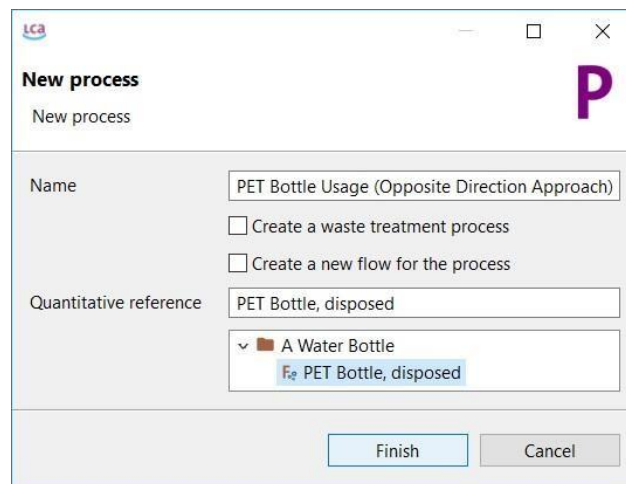 LCA
New process
P
New process
Name
PET Bottle Usage (Opposite Direction Approach)
Create a waste treatment process
Create a new flow for the process
Quantitative reference
PET Bottle, disposed
A Water Bottle
PET Bottle, disposed
Finish
Cancel